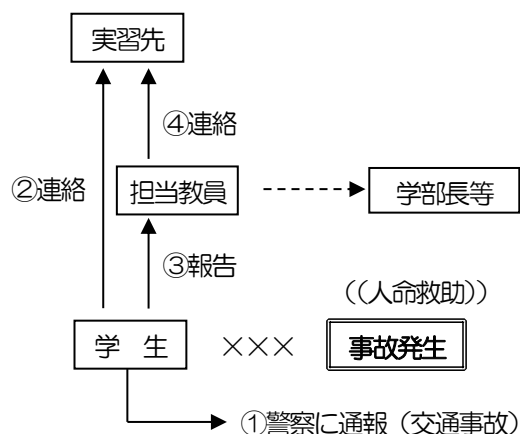 実習先
④連絡
②連絡
担当教員
学部長等
③報告
((人命救助))
学　生
×××
事故発生
①警察に通報（交通事故）